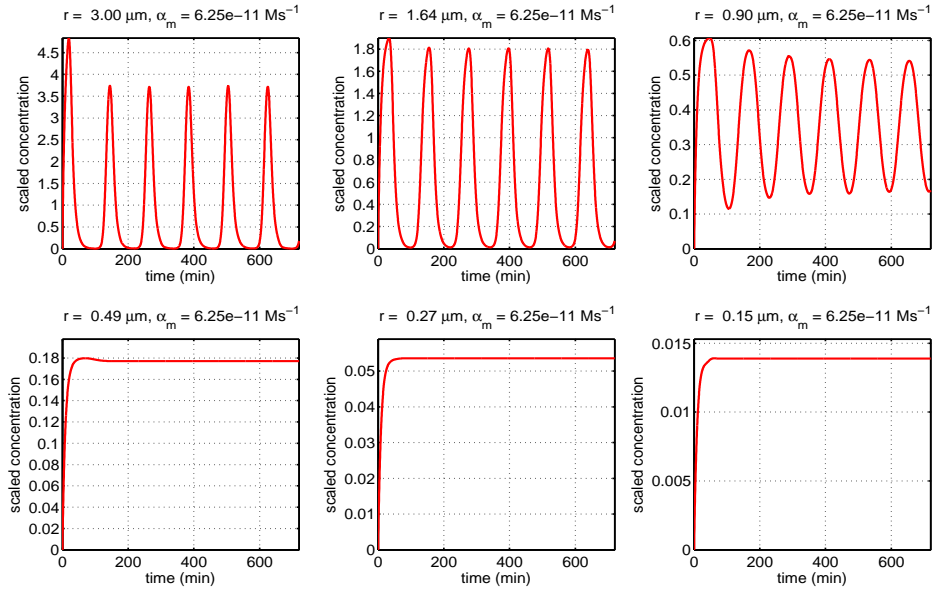 r = 3.00 μm, α_m = 6.25e−11 Ms⁻¹
scaled concentration
4.5
4
3.5
3
2.5
2
1.5
1
0.5
0
0 200 400 600
time (min)
r = 1.64 μm, α_m = 6.25e−11 Ms⁻¹
scaled concentration
1.8
1.6
1.4
1.2
1
0.8
0.6
0.4
0.2
0
0 200 400 600
time (min)
r = 0.90 μm, α_m = 6.25e−11 Ms⁻¹
scaled concentration
0.6
0.5
0.4
0.3
0.2
0.1
0
0 200 400 600
time (min)
r = 0.49 μm, α_m = 6.25e−11 Ms⁻¹
scaled concentration
0.18
0.16
0.14
0.12
0.1
0.08
0.06
0.04
0.02
0
0 200 400 600
time (min)
r = 0.27 μm, α_m = 6.25e−11 Ms⁻¹
scaled concentration
0.05
0.04
0.03
0.02
0.01
0
0 200 400 600
time (min)
r = 0.15 μm, α_m = 6.25e−11 Ms⁻¹
scaled concentration
0.015
0.01
0.005
0
0 200 400 600
time (min)